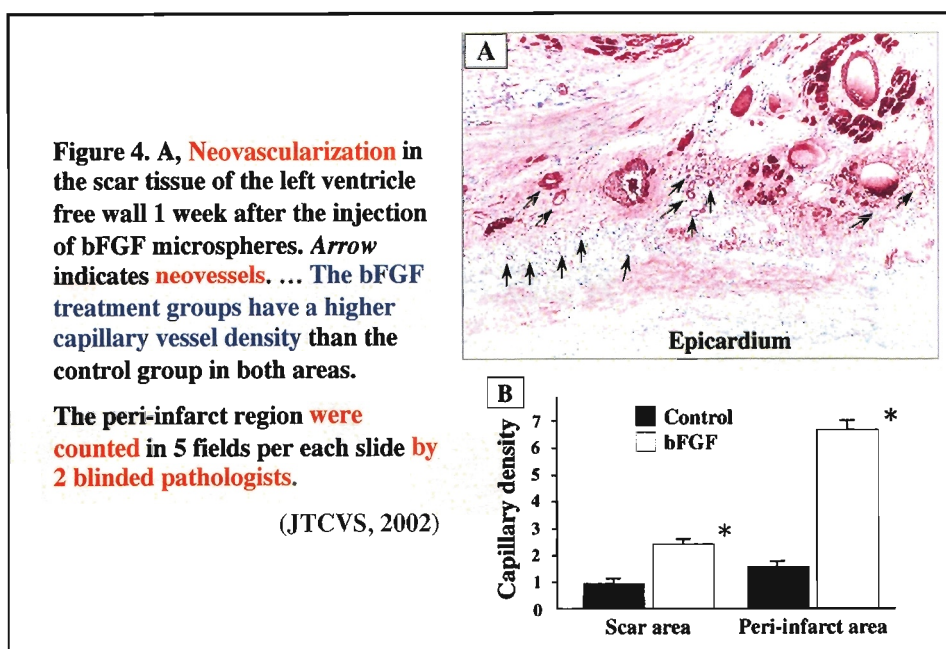 Figure 4. A, Neovascularization in
the scar tissue of the left ventricle
free wall 1 week after the injection
of bFGF microspheres. Arrow
indicates neovessels. … The bFGF
treatment groups have a higher
capillary vessel density than the
control group in both areas.
The peri-infarct region were
counted in 5 fields per each slide by
2 blinded pathologists.
(JTCVS, 2002)
A
Epicardium
B
Control
bFGF
Capillary density
7
6
5
4
3
2
1
0
*
*
Scar area
Peri-infarct area